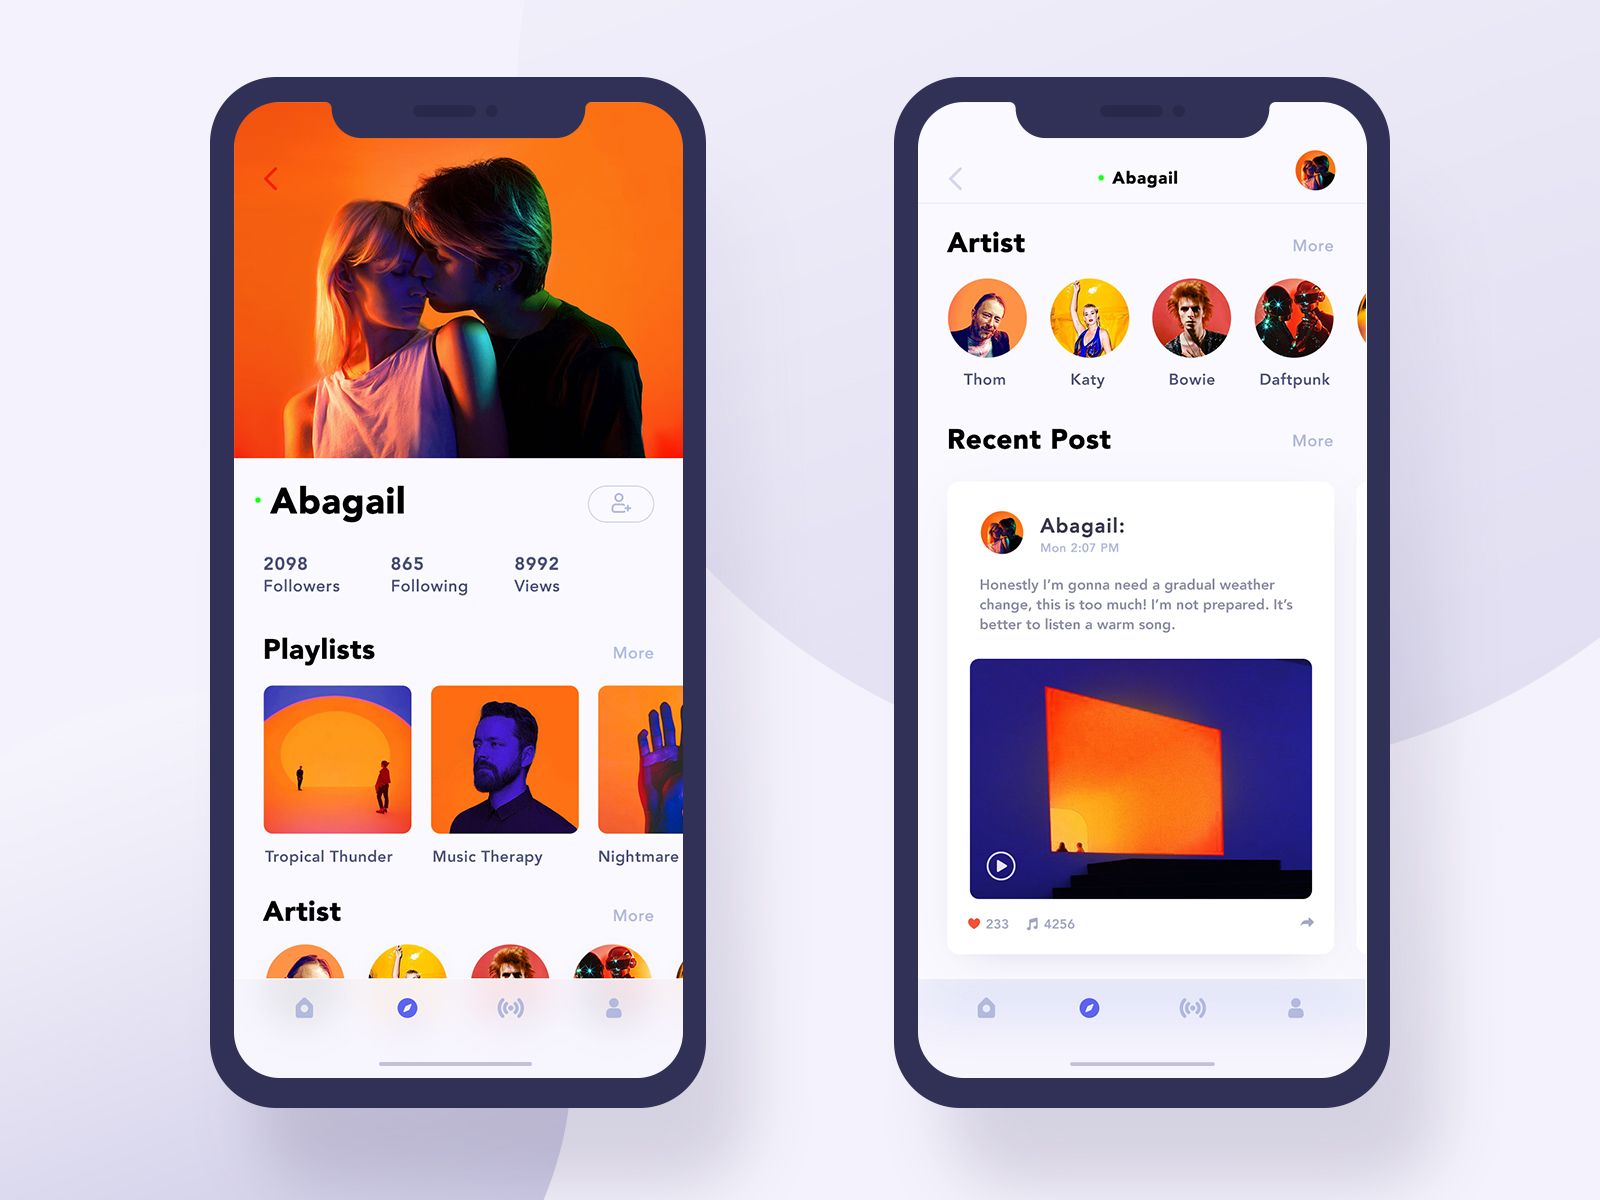 Abagail
2098
Followers
865
Following
8992
Views
Playlists
More
Tropical Thunder
Music Therapy
Nightmare
Artist
More
Abagail
Artist
More
Thom
Katy
Bowie
Daftpunk
Recent Post
More
Abagail:
Mon 2:07 PM
Honestly I’m gonna need a gradual weather
change, this is too much! I’m not prepared. It’s
better to listen a warm song.
233
4256